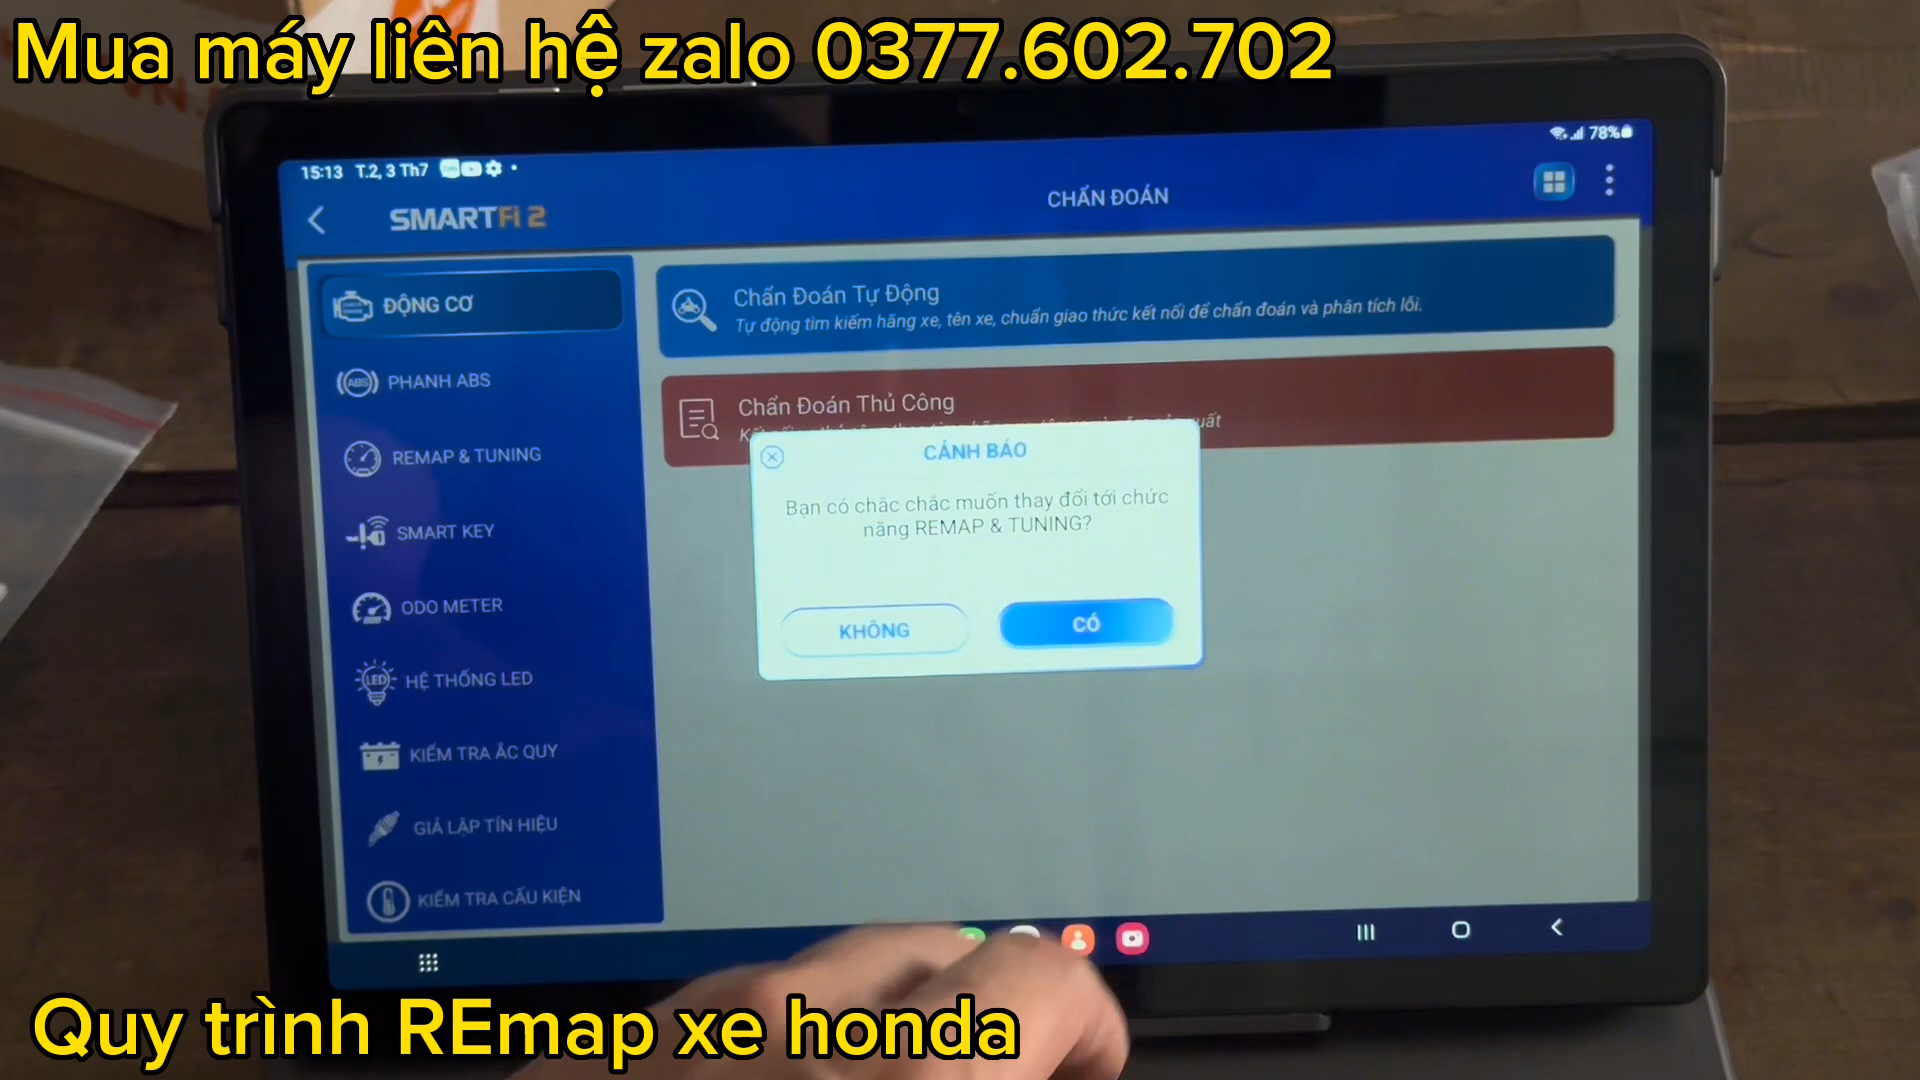 Mua máy liên hệ zalo 0377.602.702
15:13 T.2, 3 Th7
78%
SMARTFi 2
CHẨN ĐOÁN
ĐỘNG CƠ
PHANH ABS
REMAP & TUNING
SMART KEY
ODO METER
HỆ THỐNG LED
KIỂM TRA ẮC QUY
GIẢ LẬP TÍN HIỆU
KIỂM TRA CẤU KIỆN
Chẩn Đoán Tự Động
Tự động tìm kiếm hãng xe, tên xe, chuẩn giao thức kết nối để chẩn đoán và phân tích lỗi.
Chẩn Đoán Thủ Công
CẢNH BÁO
Bạn có chắc chắc muốn thay đổi tới chức
năng REMAP & TUNING?
KHÔNG
CÓ
Quy trình REmap xe honda